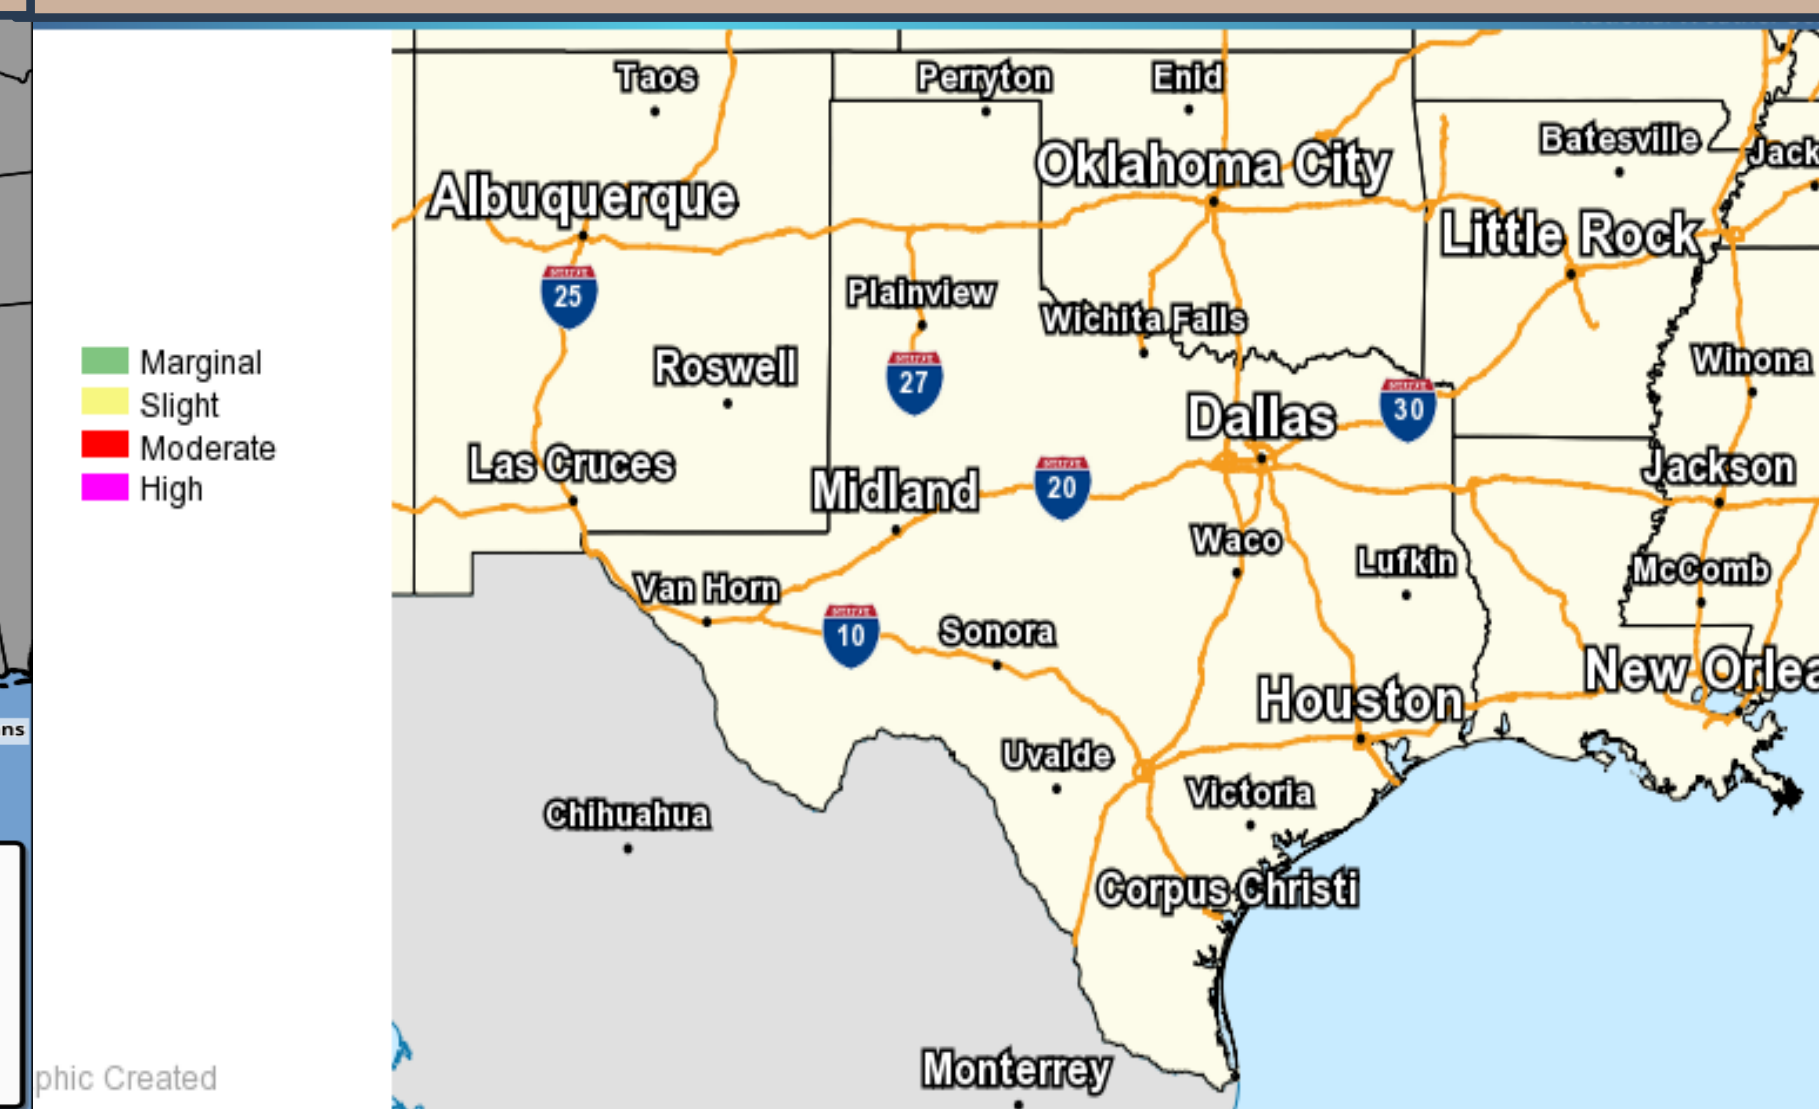 Taos
Perryton
Enid
Batesville
Jack
Oklahoma City
Albuquerque
Little Rock
25
Plainview
Wichita Falls
Marginal
Roswell
27
Winona
Slight
30
Dallas
Moderate
Las Cruces
Jackson
High
Midland
20
Waco
Lufkin
McComb
Van Horn
10
Sonora
New Orlea
Houston
ns
Uvalde
Victoria
Chihuahua
Corpus Christi
Monterrey
phic Created